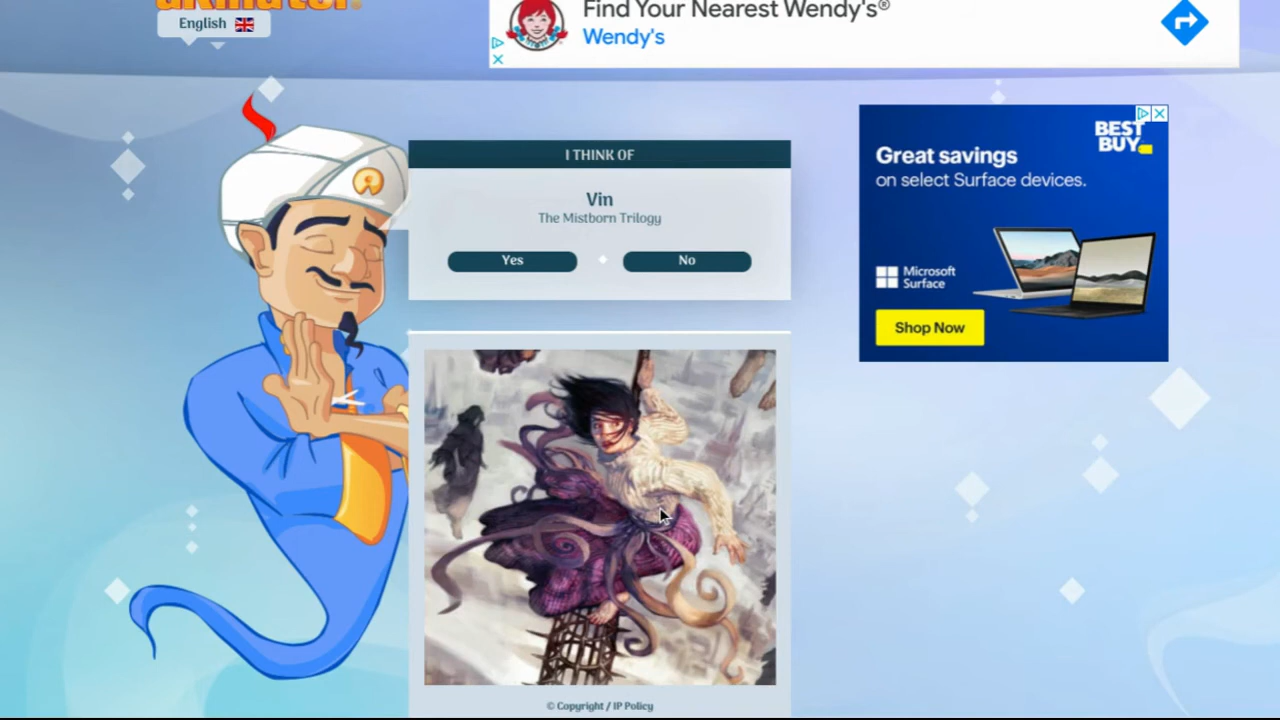 akinator
English
Find Your Nearest Wendy's®
Wendy's
I THINK OF
Vin
The Mistborn Trilogy
Yes
No
BEST
BUY
Great savings
on select Surface devices.
Microsoft
Surface
Shop Now
© Copyright / IP Policy